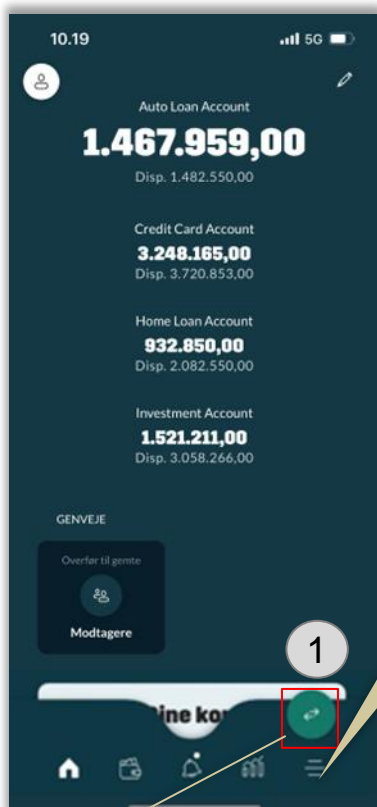 10.19
5G
Auto Loan Account
1.467.959,00
Disp. 1.482.550,00
Credit Card Account
3.248.165,00
Disp. 3.720.853,00
Home Loan Account
932.850,00
Disp. 2.082.550,00
Investment Account
1.521.211,00
Disp. 3.058.266,00
GENVEJE
Overfør til gemte
Modtagere
1